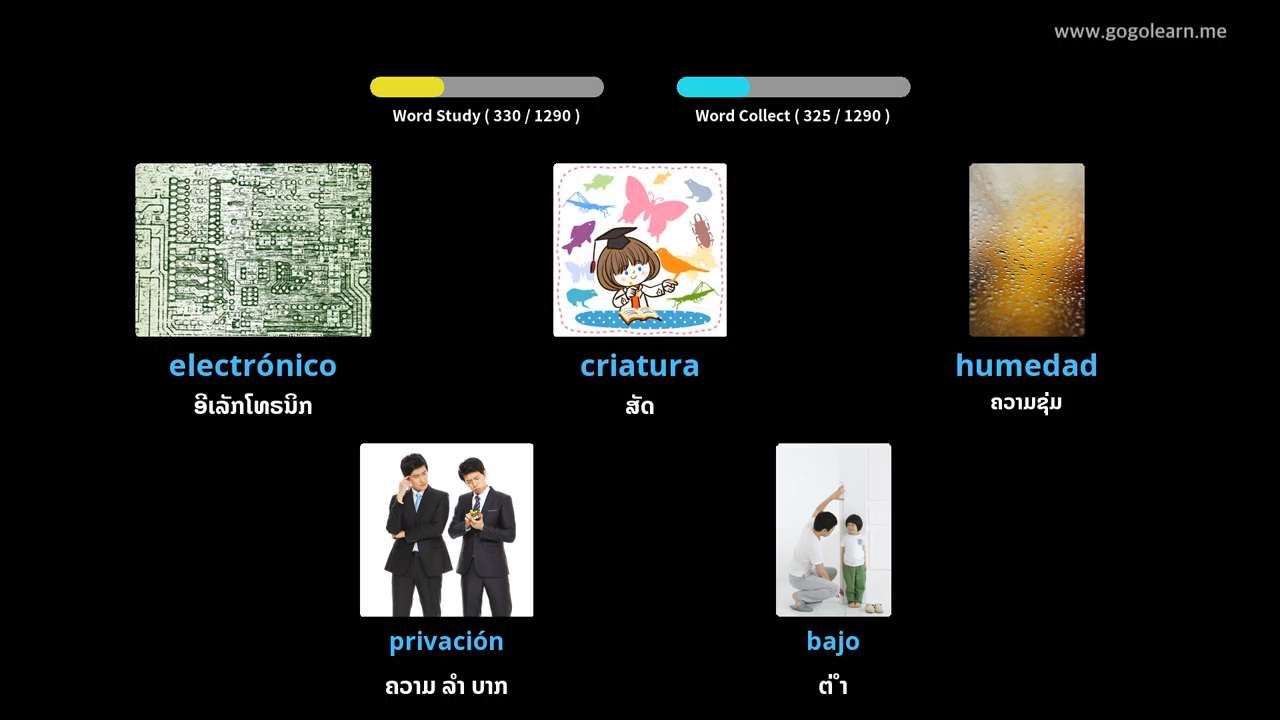 www.gogolearn.me
Word Study ( 330 / 1290 )
Word Collect ( 325 / 1290 )
electrónico
criatura
humedad
ອີເລັກໂທຣນິກ
ສັດ
ຄວາມຊຸ່ມ
privación
bajo
ຄວາມ ລຳ ບາກ
ຕ ່ຳ